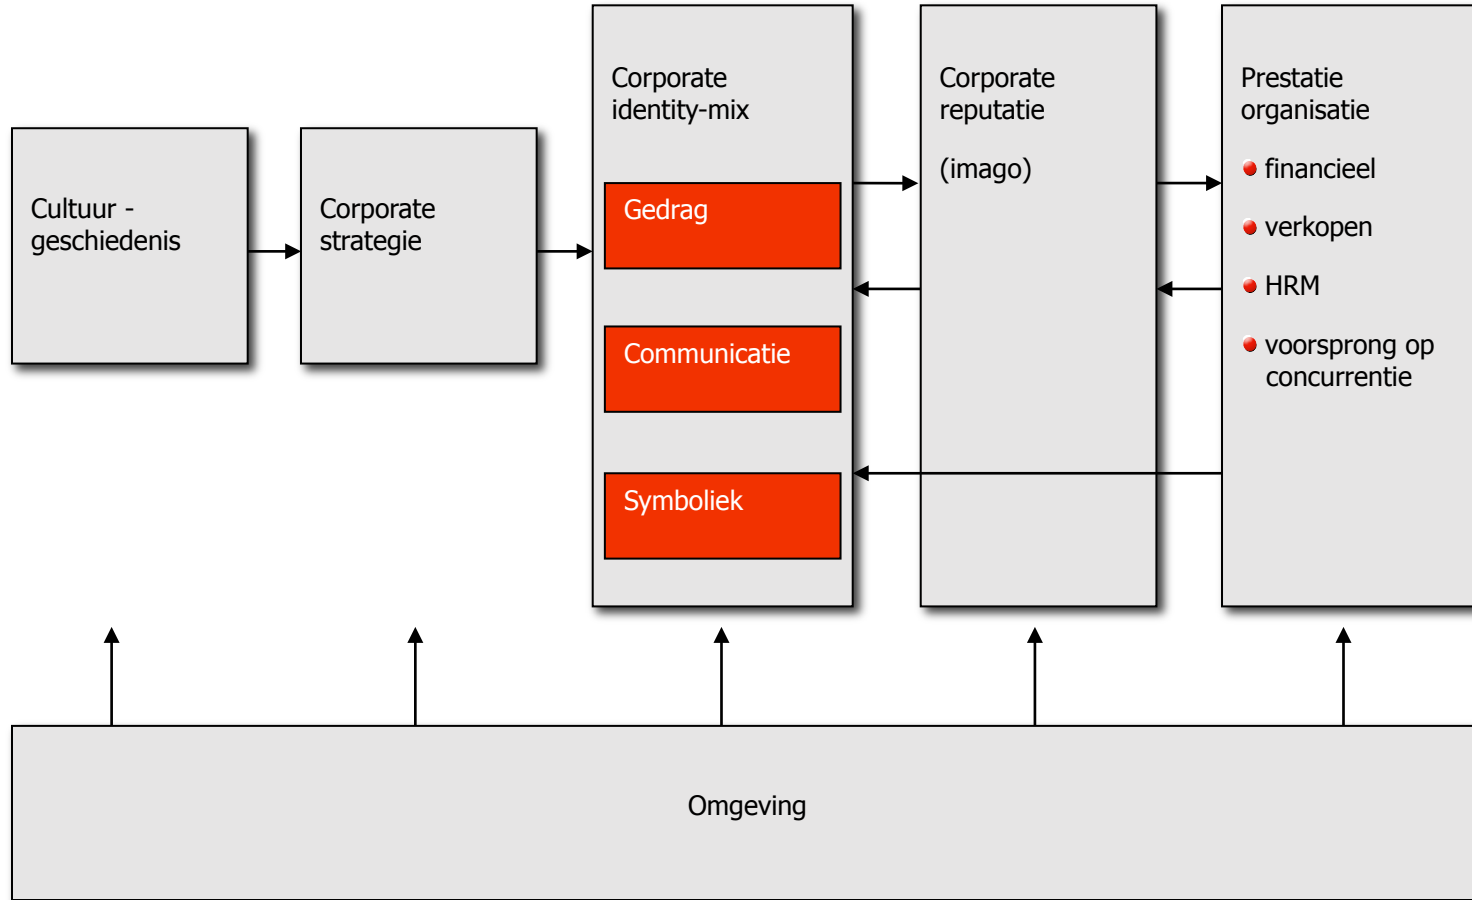 Cultuur -
geschiedenis
Corporate
strategie
Corporate
identity-mix
Gedrag
Communicatie
Symboliek
Corporate
reputatie
(imago)
Prestatie
organisatie
financieel
verkopen
HRM
voorsprong op
concurrentie
Omgeving